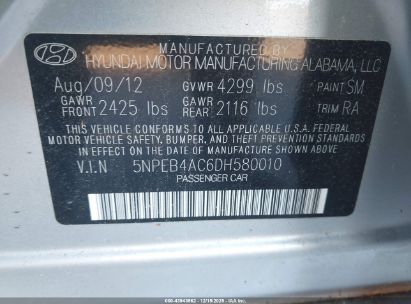 MANUFACTURED BY
HYUNDAI MOTOR MANUFACTURING ALABAMA, LLC
Aug/09/12 GVWR 4299 lbs PAINT SM
GAWR FRONT 2425 lbs GAWR REAR 2116 lbs TRIM RA
THIS VEHICLE CONFORMS TO ALL APPLICABLE U.S.A. FEDERAL
MOTOR VEHICLE SAFETY, BUMPER, AND THEFT PREVENTION
STANDARDS IN EFFECT ON THE DATE OF MANUFACTURE SHOWN ABOVE.
V.I.N 5NPEB4AC6DH580010
PASSENGER CAR